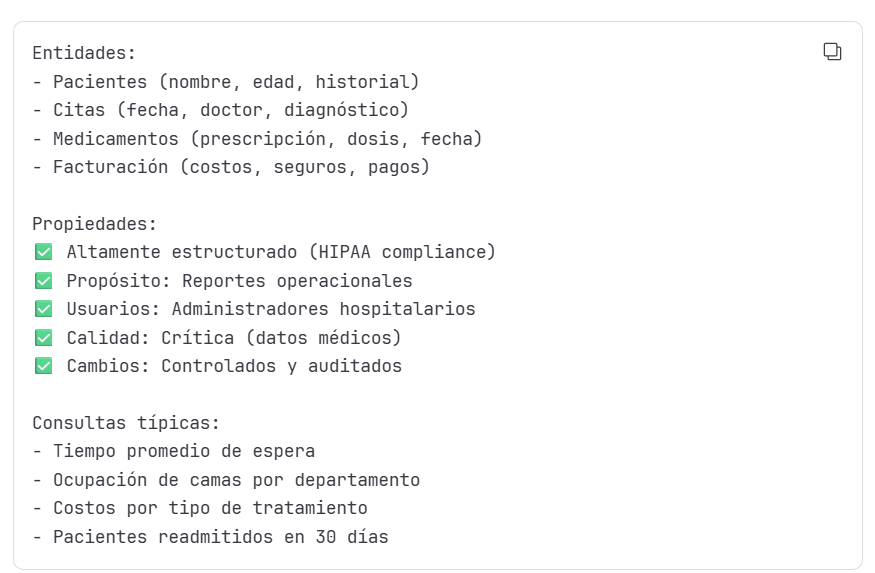 Entidades:
- Pacientes (nombre, edad, historial)
- Citas (fecha, doctor, diagnóstico)
- Medicamentos (prescripción, dosis, fecha)
- Facturación (costos, seguros, pagos)
Propiedades:
✅ Altamente estructurado (HIPAA compliance)
✅ Propósito: Reportes operacionales
✅ Usuarios: Administradores hospitalarios
✅ Calidad: Crítica (datos médicos)
✅ Cambios: Controlados y auditados
Consultas típicas:
- Tiempo promedio de espera
- Ocupación de camas por departamento
- Costos por tipo de tratamiento
- Pacientes readmitidos en 30 días